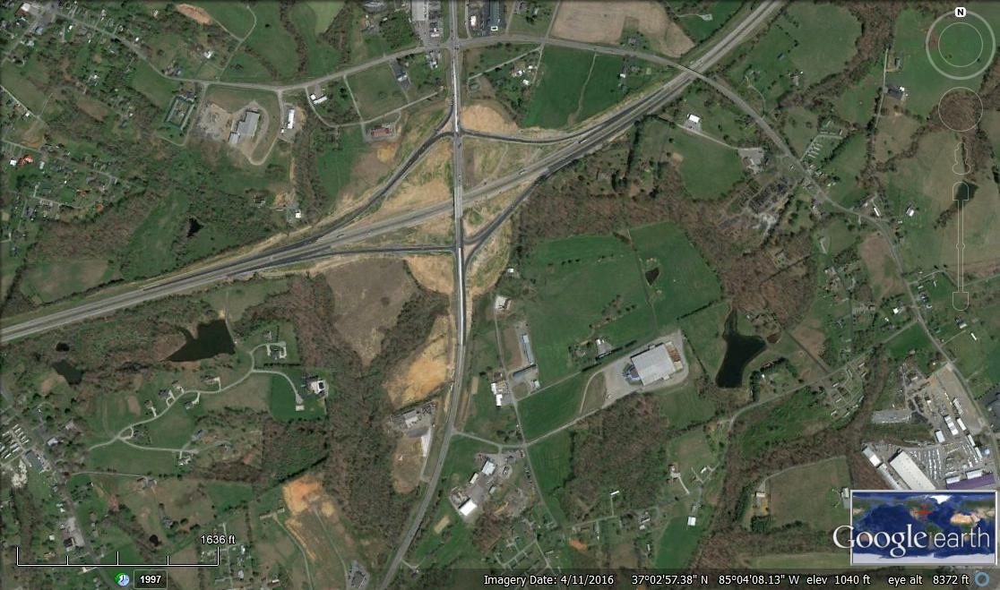 N
1636 ft
Google earth
1997
Imagery Date: 4/11/2016 37°02'57.38" N 85°04'08.13" W elev 1040 ft eye alt 8372 ft